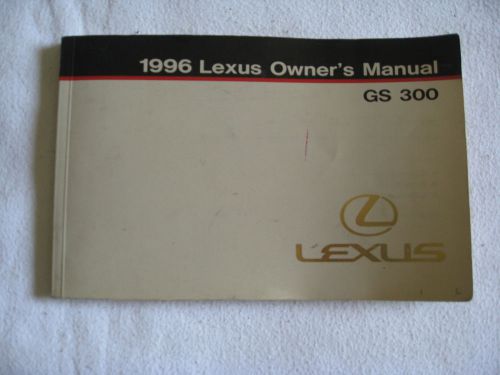 1996 Lexus Owner's Manual
GS 300
LEXUS